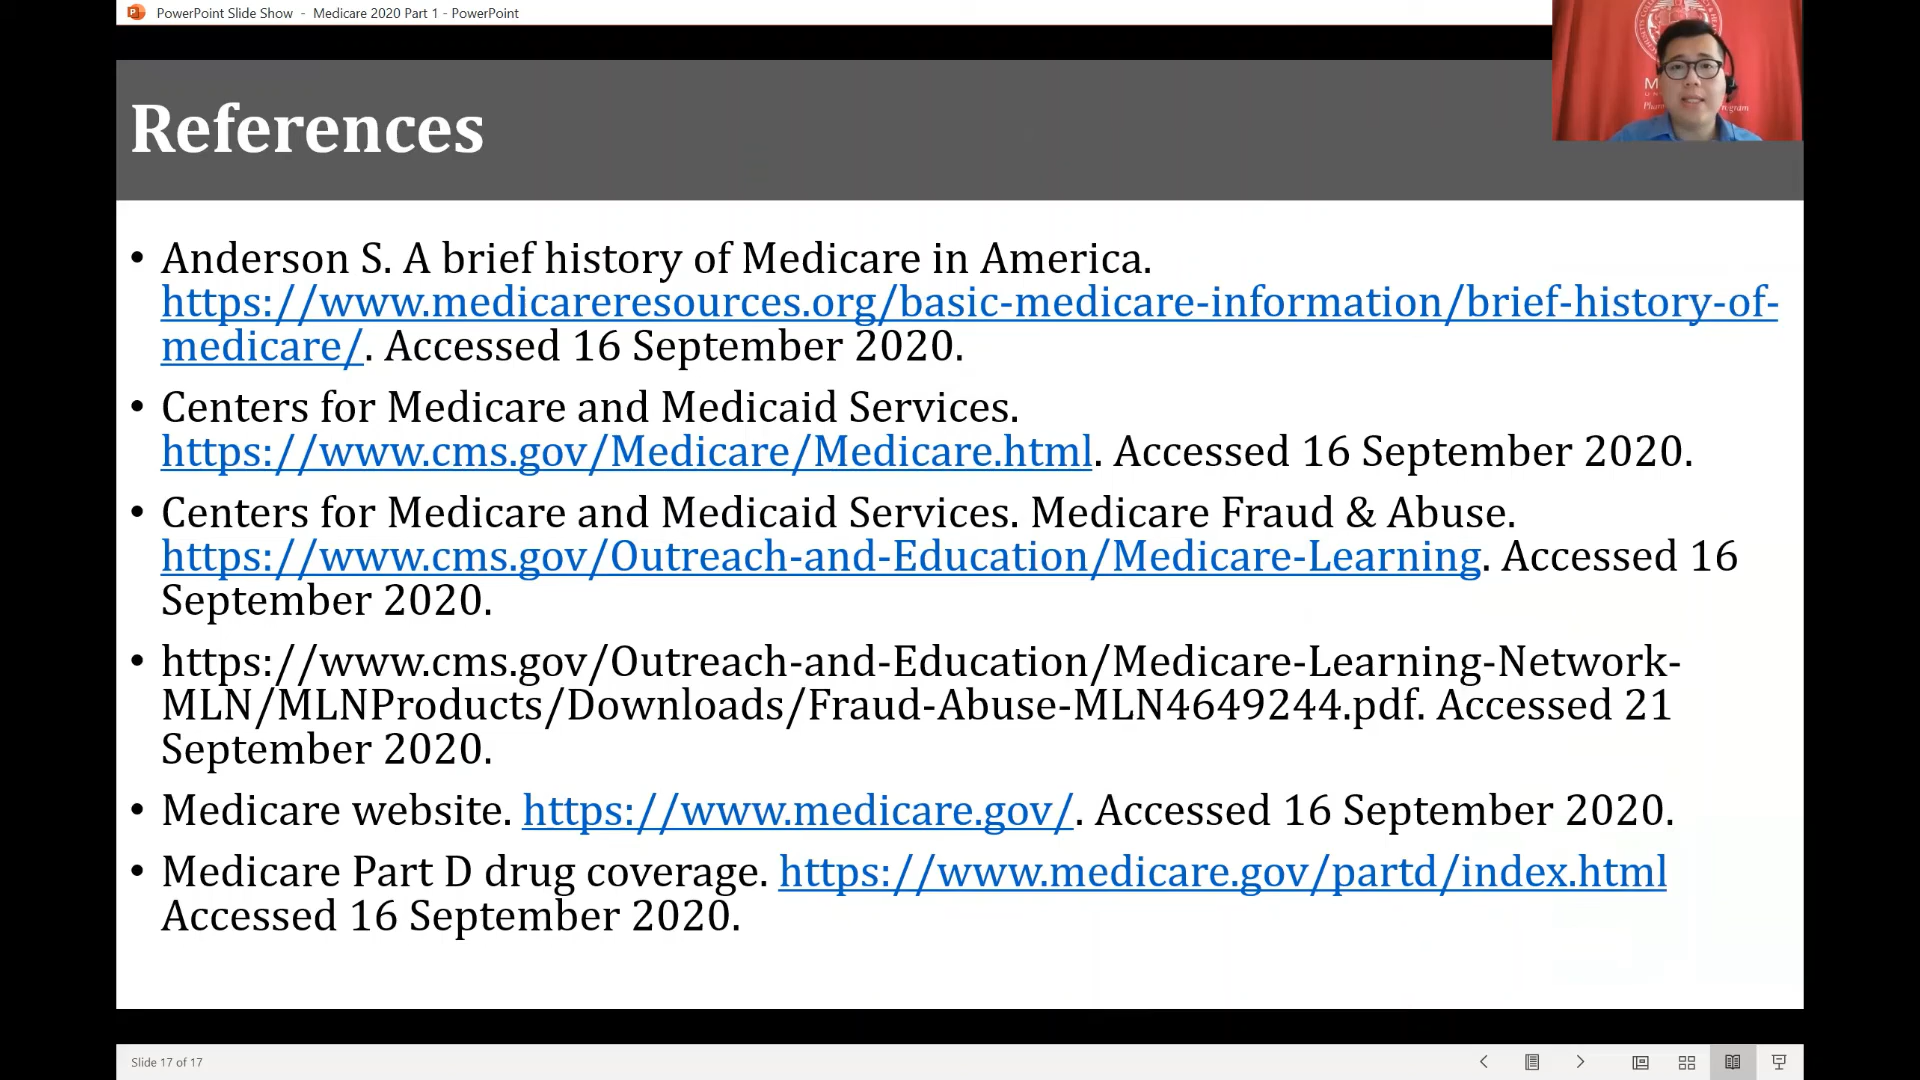 PowerPoint Slide Show - Medicare 2020 Part 1 - PowerPoint
References
• Anderson S. A brief history of Medicare in America.
https://www.medicareresources.org/basic-medicare-information/brief-history-of-
medicare/. Accessed 16 September 2020.
• Centers for Medicare and Medicaid Services.
https://www.cms.gov/Medicare/Medicare.html. Accessed 16 September 2020.
• Centers for Medicare and Medicaid Services. Medicare Fraud & Abuse.
https://www.cms.gov/Outreach-and-Education/Medicare-Learning. Accessed 16
September 2020.
• https://www.cms.gov/Outreach-and-Education/Medicare-Learning-Network-
MLN/MLNProducts/Downloads/Fraud-Abuse-MLN4649244.pdf. Accessed 21
September 2020.
• Medicare website. https://www.medicare.gov/. Accessed 16 September 2020.
• Medicare Part D drug coverage. https://www.medicare.gov/partd/index.html
Accessed 16 September 2020.
Slide 17 of 17